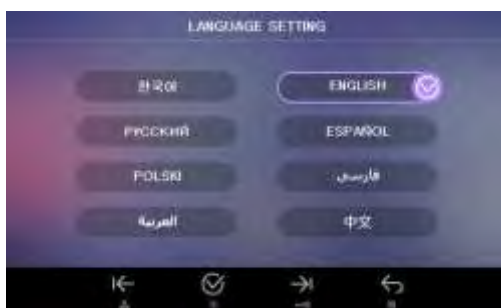 LANGUAGE SETTING
한국어
ENGLISH
РУССКИЙ
ESPAÑOL
POLSKI
فارسی
العربية
中文